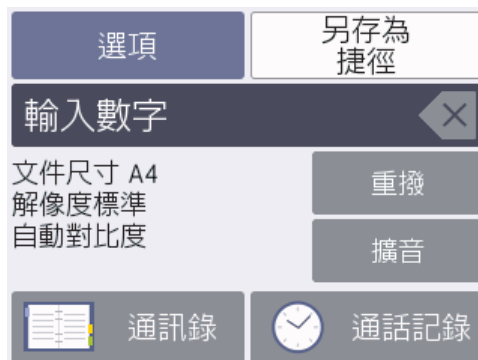 選項
另存為
捷徑
輸入數字
文件尺寸 A4
解像度標準
自動對比度
重撥
擴音
通訊錄
通話記錄